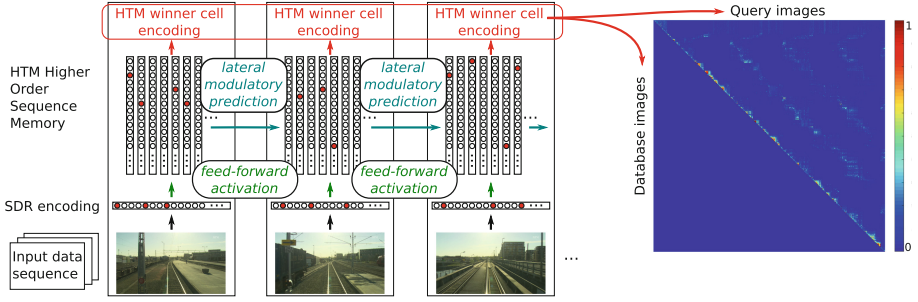 HTM winner cell
encoding
HTM winner cell
encoding
HTM winner cell
encoding
HTM Higher
Order
Sequence
Memory
lateral
modulatory
prediction
lateral
modulatory
prediction
...
...
...
feed-forward
activation
feed-forward
activation
SDR encoding
Input data
sequence
...
Query images
Database images
1
0